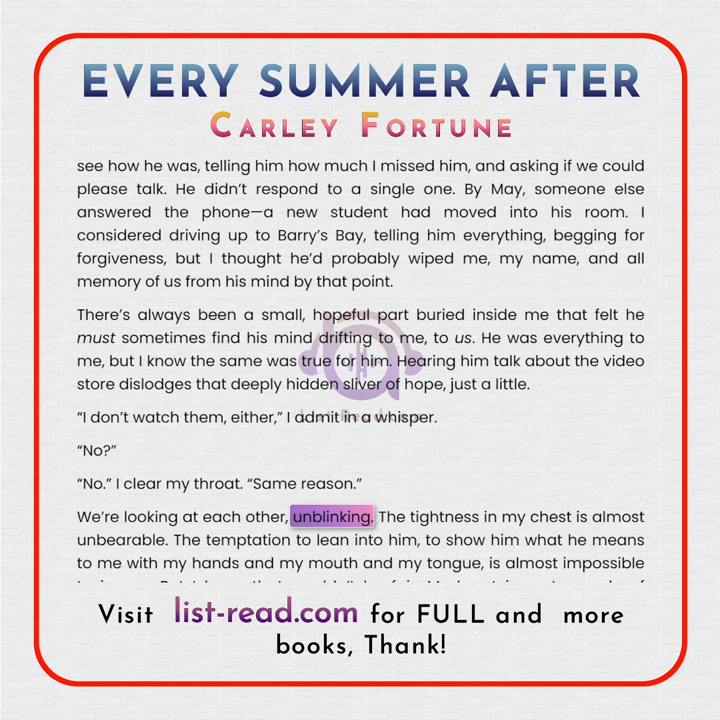 EVERY SUMMER AFTER
CARLEY FORTUNE
see how he was, telling him how much I missed him, and asking if we could
please talk. He didn’t respond to a single one. By May, someone else
answered the phone—a new student had moved into his room. I
considered driving up to Barry’s Bay, telling him everything, begging for
forgiveness, but I thought he’d probably wiped me, my name, and all
memory of us from his mind by that point.
There’s always been a small, hopeful part buried inside me that felt he
must sometimes find his mind drifting to me, to us. He was everything to
me, but I know the same was true for him. Hearing him talk about the video
store dislodges that deeply hidden sliver of hope, just a little.
“I don’t watch them, either,” I admit in a whisper.
“No?”
“No.” I clear my throat. “Same reason.”
We’re looking at each other, unblinking. The tightness in my chest is almost
unbearable. The temptation to lean into him, to show him what he means
to me with my hands and my mouth and my tongue, is almost impossible
Visit list-read.com for FULL and more
books, Thank!